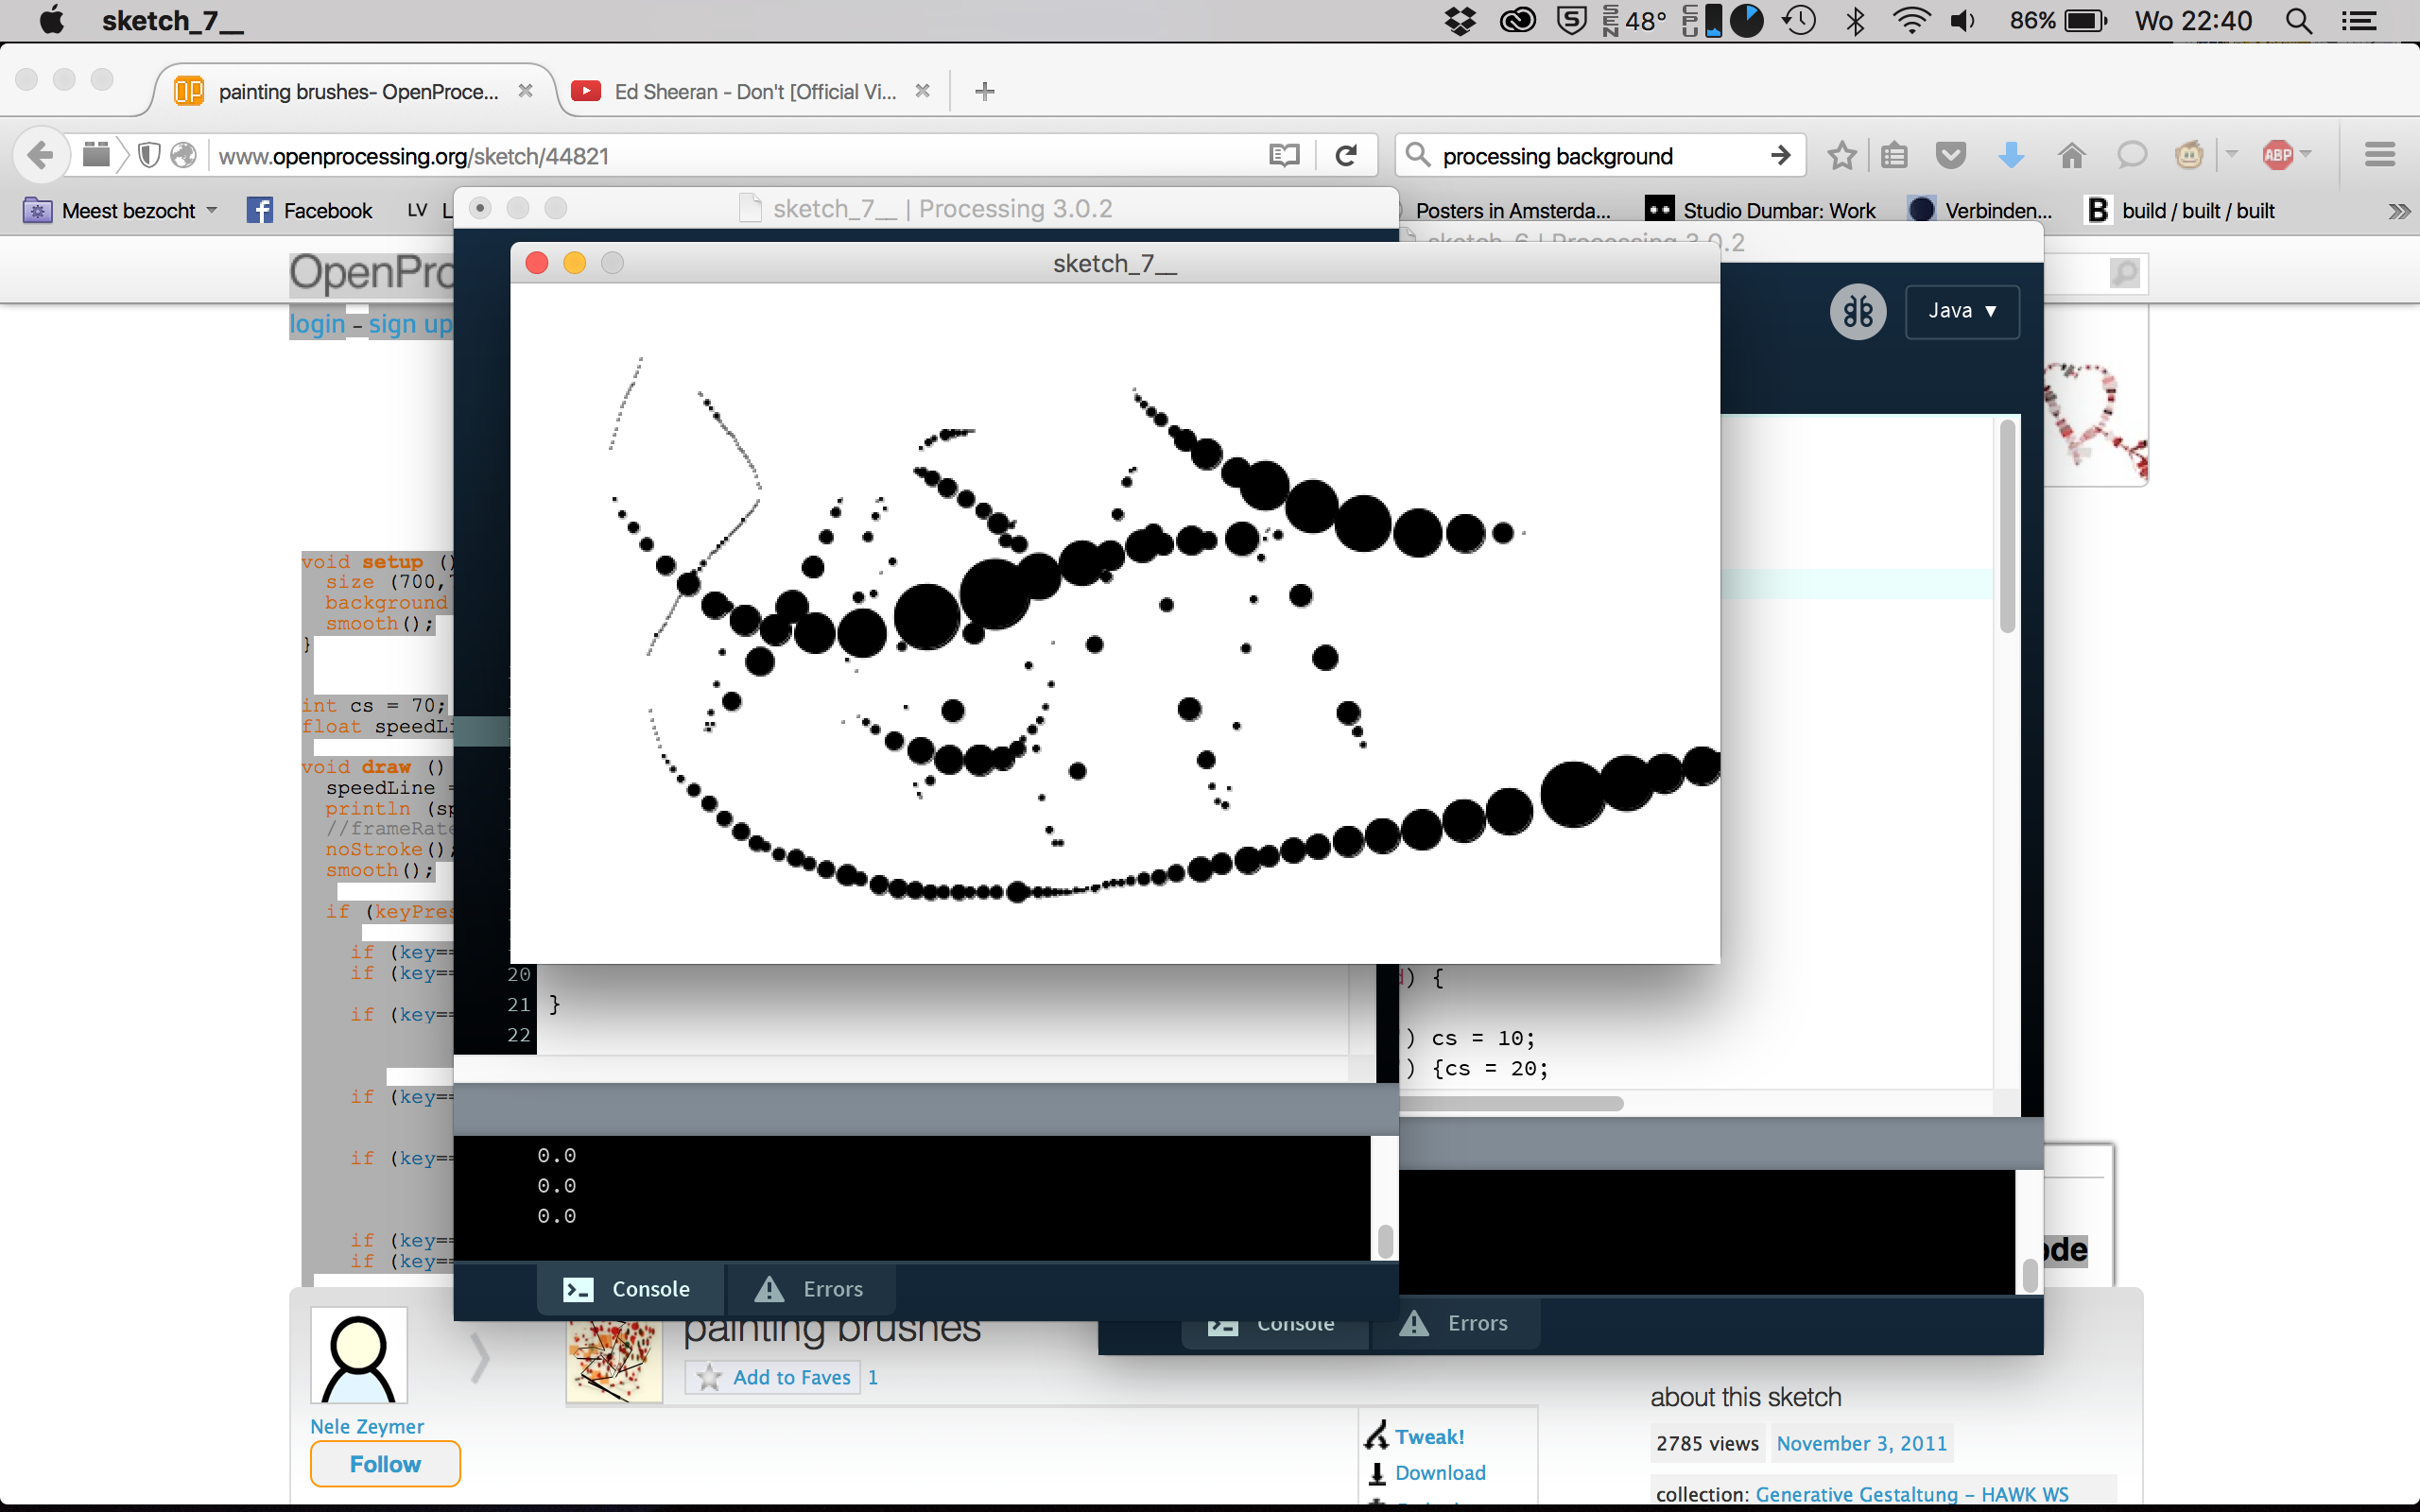 sketch_7__
SEN 48° CPU 86% Wo 22:40
painting brushes- OpenProce...
Ed Sheeran - Don't [Official Vi...
www.openprocessing.org/sketch/44821
processing background
ABP
Meest bezocht
Facebook
LV
Posters in Amsterda...
Studio Dumbar: Work
Verbinden...
build / built / built
sketch_7__ | Processing 3.0.2
sketch_6 | Processing 3.0.2
sketch_7__
OpenPro
login - sign up
Java ▼
void setup ()
size (700,
background
smooth();
}
int cs = 70;
float speedLi
void draw ()
speedLine =
println (sp
//frameRate
noStroke();
smooth();
if (keyPres
if (key==
if (key==
if (key==
if (key==
if (key==
if (key==
if (key==
20
21 }
22
) {
) cs = 10;
) {cs = 20;
0.0
0.0
0.0
Console
Errors
Console
Errors
ode
painting brushes
Add to Faves 1
Nele Zeymer
Follow
Tweak!
Download
about this sketch
2785 views November 3, 2011
collection: Generative Gestaltung – HAWK WS